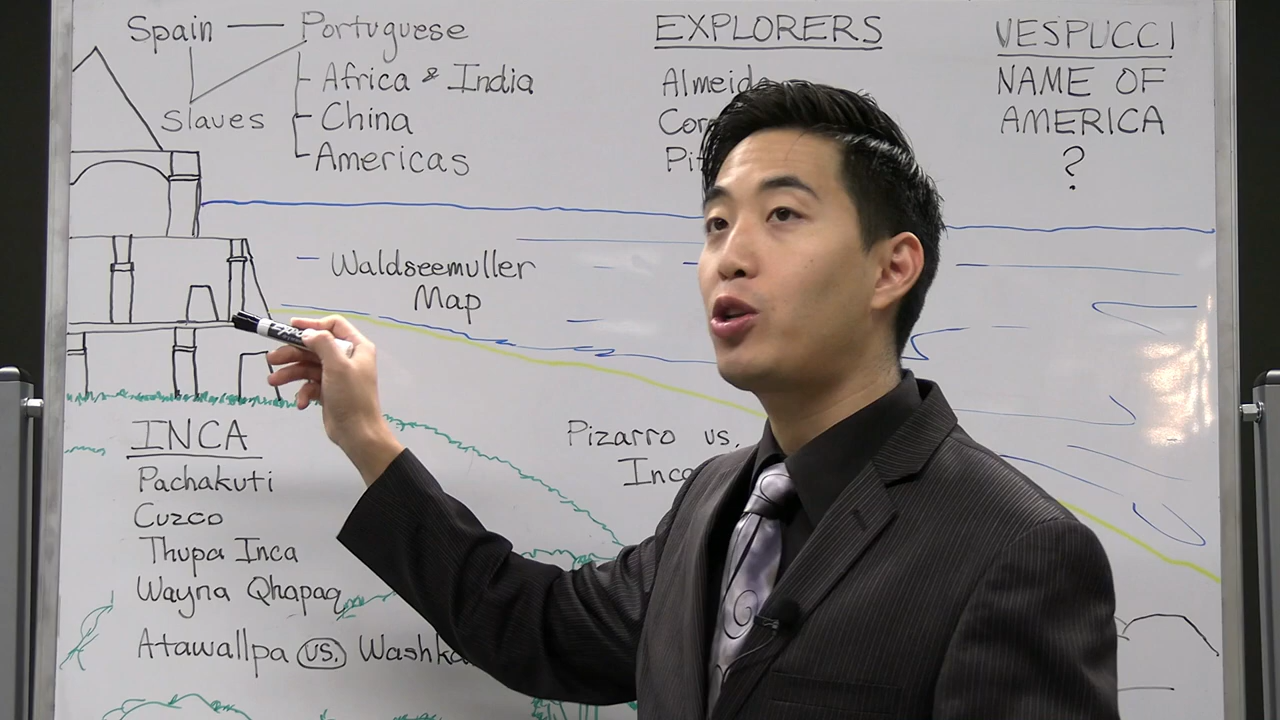 Spain — Portuguese
Slaves
Africa & India
China
Americas
EXPLORERS
Almeida
VESPUCCI
NAME OF
AMERICA
?
Waldseemuller
Map
INCA
Pachakuti
Cuzco
Thupa Inca
Wayna Qhapaq
Atawallpa vs.
Pizarro vs.